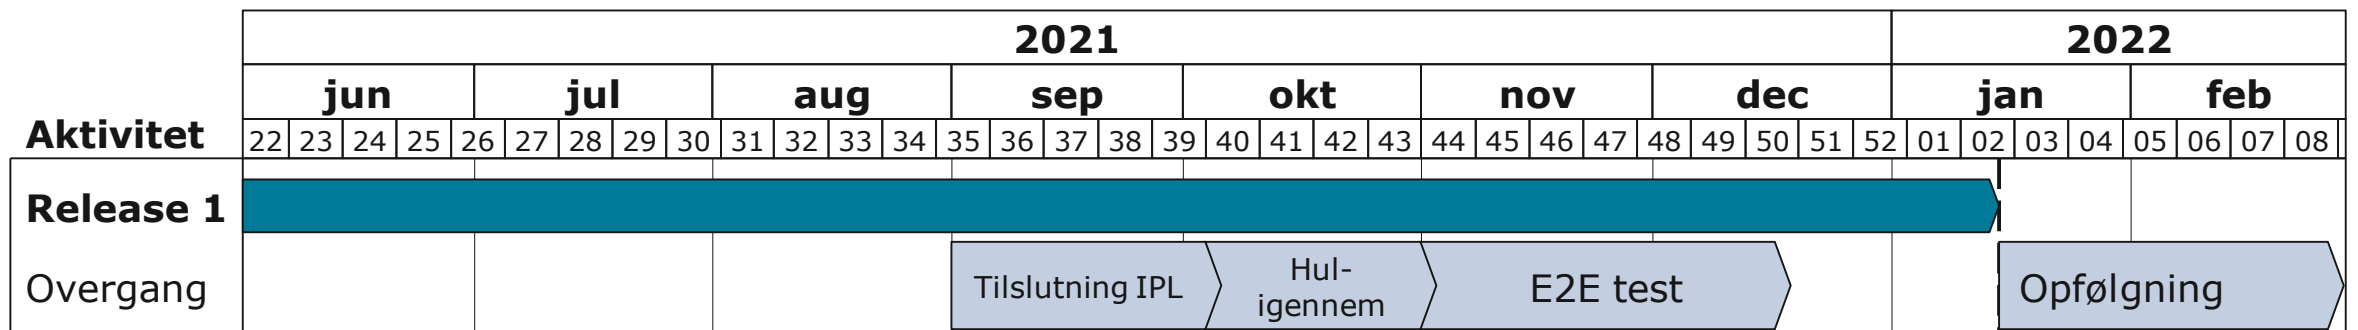 2021 2022
jun jul aug sep okt nov dec jan feb
Aktivitet 22 23 24 25 26 27 28 29 30 31 32 33 34 35 36 37 38 39 40 41 42 43 44 45 46 47 48 49 50 51 52 01 02 03 04 05 06 07 08
Release 1
Overgang Tilslutning IPL Hul-
igennem E2E test Opfølgning